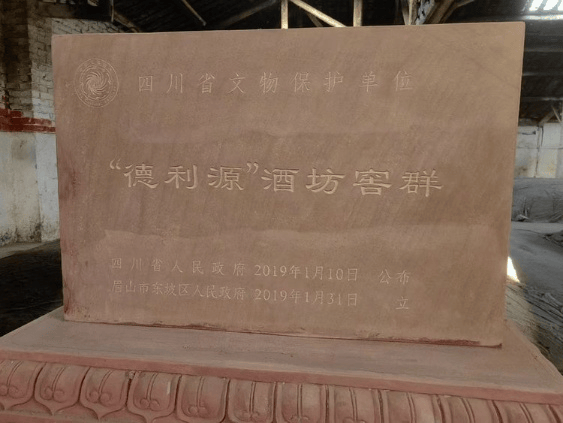 四川省文物保护单位
“德利源”酒坊窖群
四川省人民政府 2019年1月10日 公布
眉山市东坡区人民政府 2019年1月31日 立